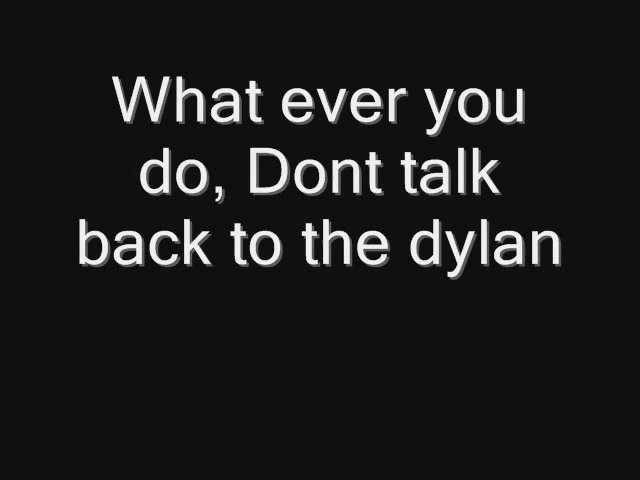 What ever you
do, Dont talk
back to the dylan